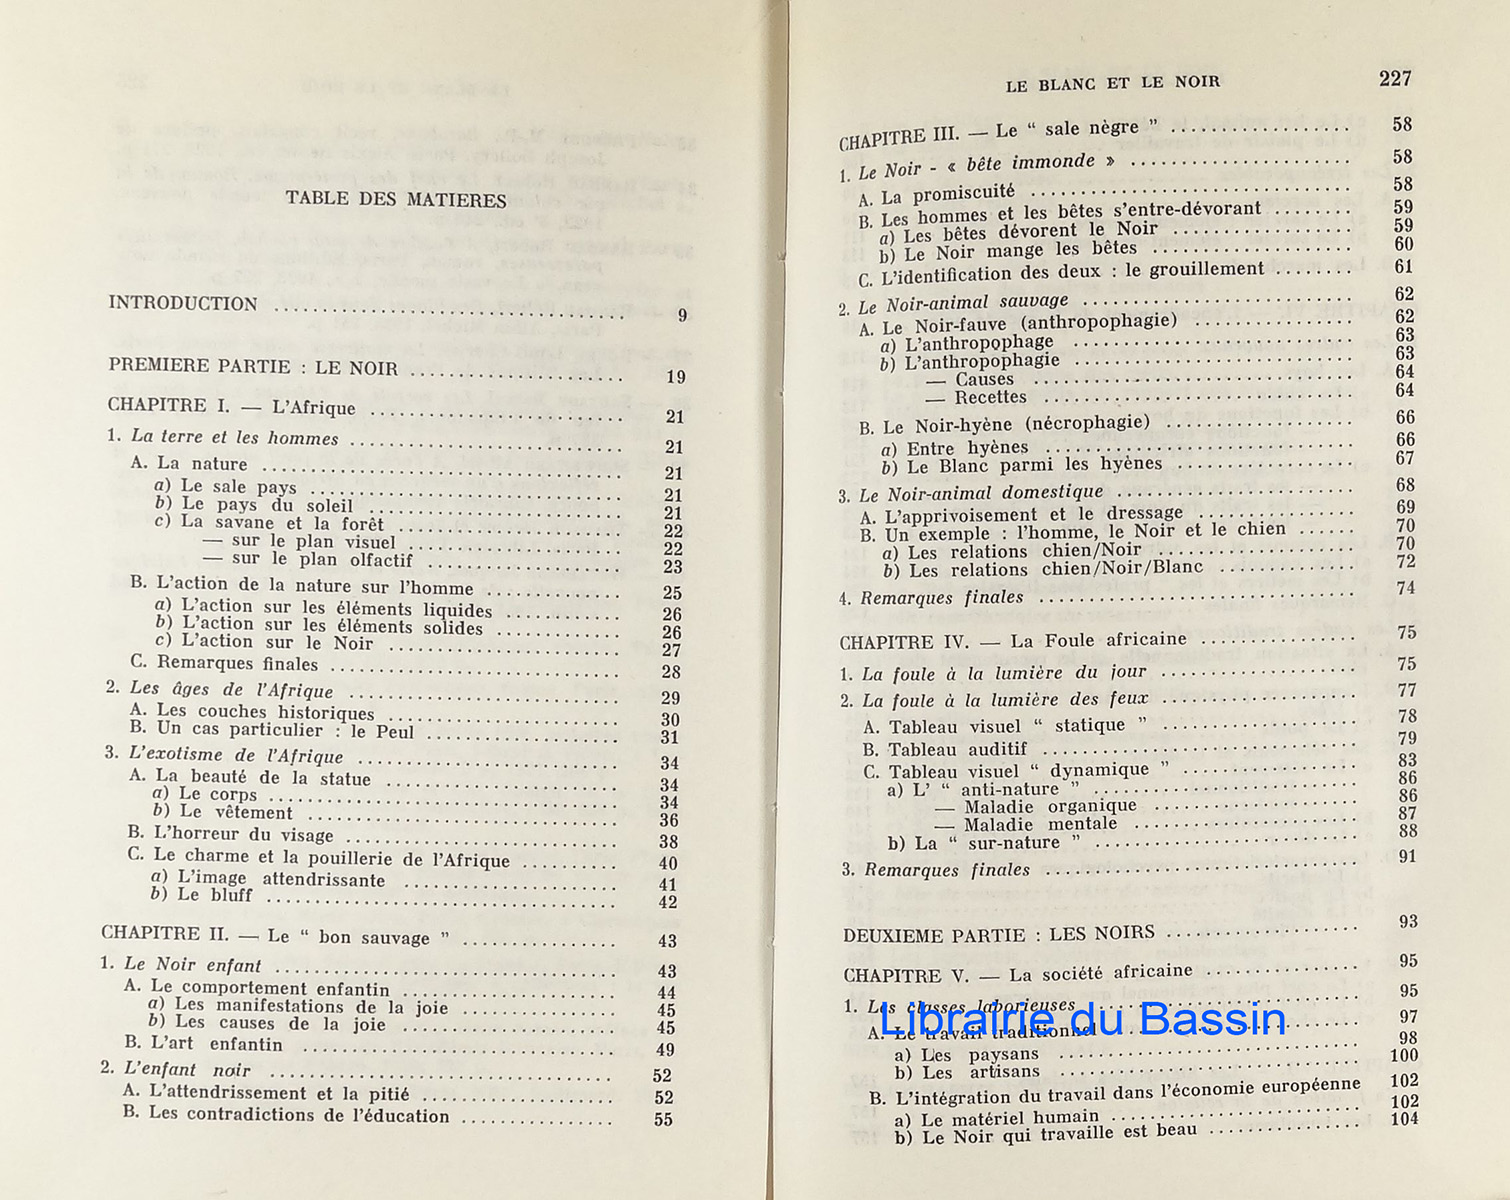 TABLE DES MATIERES
INTRODUCTION ........ 9
PREMIERE PARTIE : LE NOIR ........ 19
CHAPITRE I. — L'Afrique ........ 21
1. La terre et les hommes ........ 21
A. La nature ........ 21
a) Le sale pays ........ 21
b) Le pays du soleil ........ 21
c) La savane et la forêt ........ 22
— sur le plan visuel ........ 22
— sur le plan olfactif ........ 23
B. L'action de la nature sur l'homme ........ 25
a) L'action sur les éléments liquides ........ 26
b) L'action sur les éléments solides ........ 26
c) L'action sur le Noir ........ 27
C. Remarques finales ........ 28
2. Les âges de l'Afrique ........ 29
A. Les couches historiques ........ 30
B. Un cas particulier : le Peul ........ 31
3. L'exotisme de l'Afrique ........ 34
A. La beauté de la statue ........ 34
a) Le corps ........ 34
b) Le vêtement ........ 36
B. L'horreur du visage ........ 38
C. Le charme et la pouillerie de l'Afrique ........ 40
a) L'image attendrissante ........ 41
b) Le bluff ........ 42
CHAPITRE II. — Le “ bon sauvage ” ........ 43
1. Le Noir enfant ........ 43
A. Le comportement enfantin ........ 44
a) Les manifestations de la joie ........ 45
b) Les causes de la joie ........ 45
B. L'art enfantin ........ 49
2. L'enfant noir ........ 52
A. L'attendrissement et la pitié ........ 52
B. Les contradictions de l'éducation ........ 55
LE BLANC ET LE NOIR 227
CHAPITRE III. — Le “ sale nègre ” ........ 58
1. Le Noir - « bête immonde » ........ 58
A. La promiscuité ........ 58
B. Les hommes et les bêtes s'entre-dévorant ........ 59
a) Les bêtes dévorent le Noir ........ 59
b) Le Noir mange les bêtes ........ 60
C. L'identification des deux : le grouillement ........ 61
2. Le Noir-animal sauvage ........ 62
A. Le Noir-fauve (anthropophagie) ........ 62
a) L'anthropophage ........ 63
b) L'anthropophagie ........ 63
— Causes ........ 64
— Recettes ........ 64
B. Le Noir-hyène (nécrophagie) ........ 66
a) Entre hyènes ........ 66
b) Le Blanc parmi les hyènes ........ 67
3. Le Noir-animal domestique ........ 68
A. L'apprivoisement et le dressage ........ 69
B. Un exemple : l'homme, le Noir et le chien ........ 70
a) Les relations chien/Noir ........ 70
b) Les relations chien/Noir/Blanc ........ 72
4. Remarques finales ........ 74
CHAPITRE IV. — La Foule africaine ........ 75
1. La foule à la lumière du jour ........ 75
2. La foule à la lumière des feux ........ 77
A. Tableau visuel “ statique ” ........ 78
B. Tableau auditif ........ 79
C. Tableau visuel “ dynamique ” ........ 83
a) L' “ anti-nature ” ........ 86
— Maladie organique ........ 86
— Maladie mentale ........ 87
b) La “ sur-nature ” ........ 88
3. Remarques finales ........ 91
DEUXIEME PARTIE : LES NOIRS ........ 93
CHAPITRE V. — La société africaine ........ 95
1. Les classes laborieuses ........ 95
A. Le travail traditionnel ........ 97
a) Les paysans ........ 98
b) Les artisans ........ 100
B. L'intégration du travail dans l'économie européenne 102
a) Le matériel humain ........ 102
b) Le Noir qui travaille est beau ........ 104
Librairie du Bassin